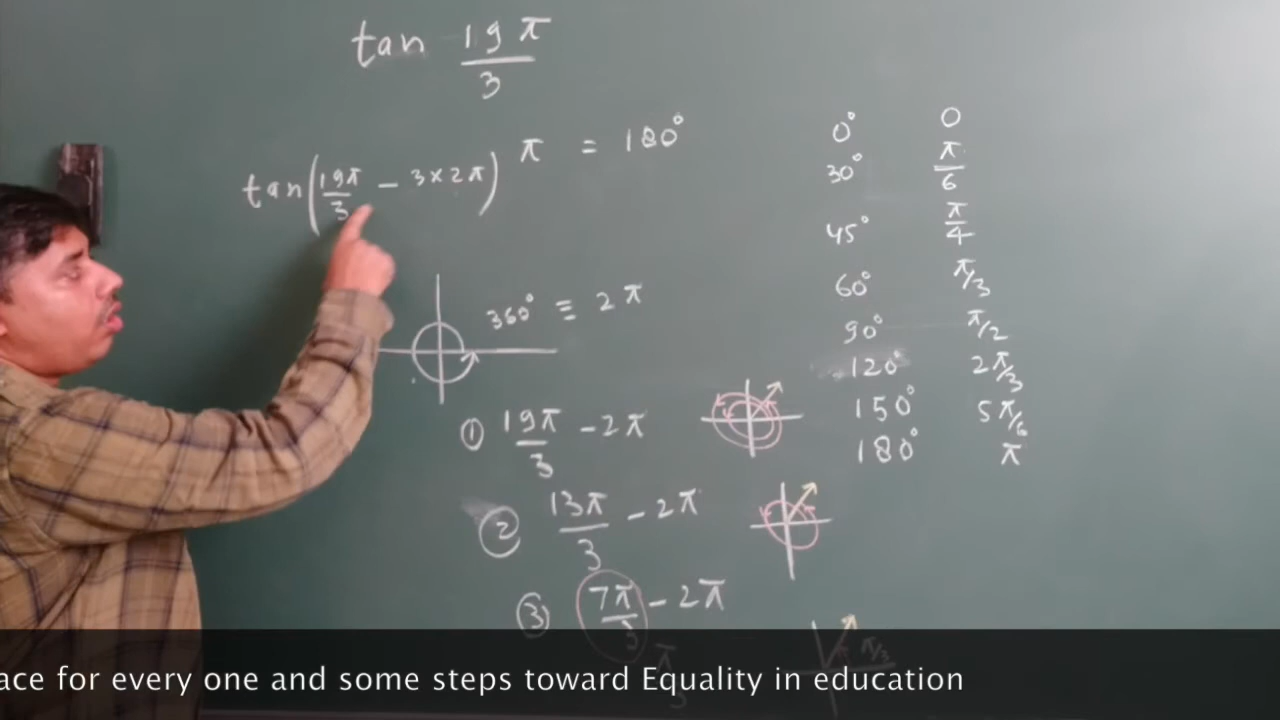 tan 19π/3
tan(19π/3 - 3×2π)
π = 180°
360° ≡ 2π
① 19π/3 - 2π
② 13π/3 - 2π
③ 7π/3 - 2π
π/3
π/3
0° 0
30° π/6
45° π/4
60° π/3
90° π/2
120° 2π/3
150° 5π/6
180° π
ace for every one and some steps toward Equality in education